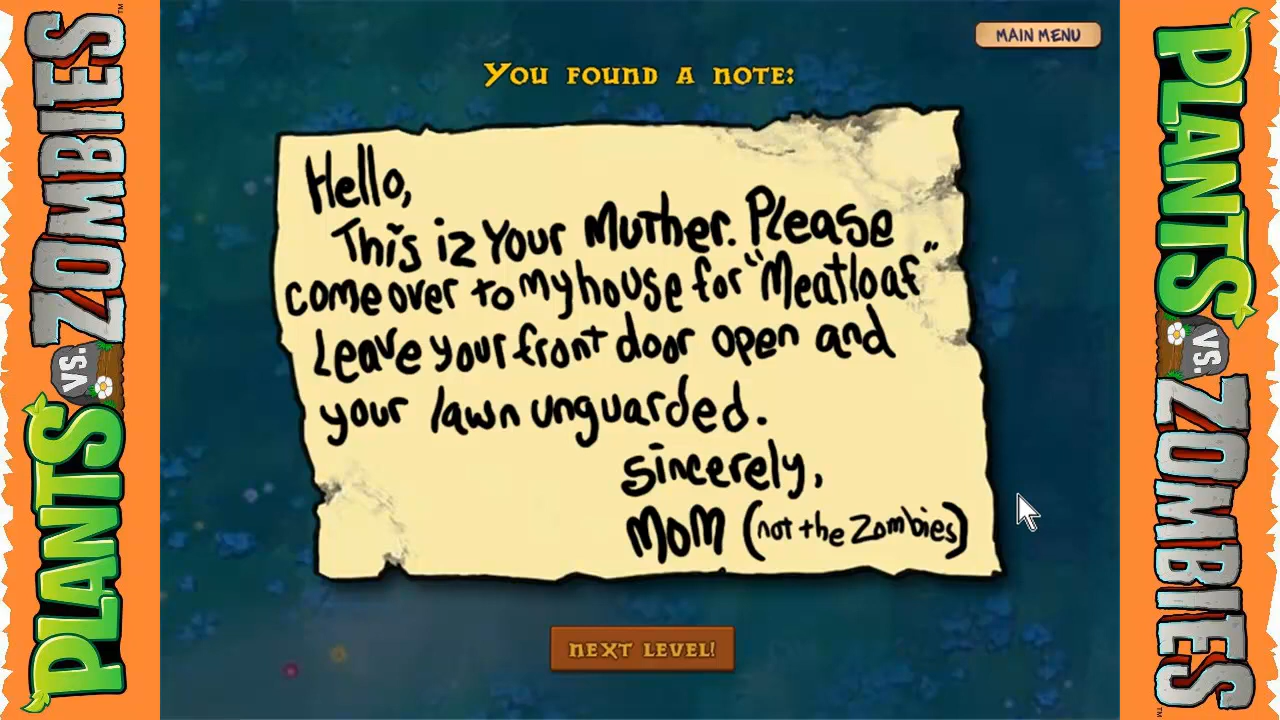 MAIN MENU
You found a note:
Hello,
This iz Your Muther. Please
come over to my house for "Meatloaf"
Leave your front door open and
your lawn unguarded.
Sincerely,
MOM (not the Zombies)
NEXT LEVEL!
PLANTS VS. ZOMBIES™
PLANTS VS. ZOMBIES™